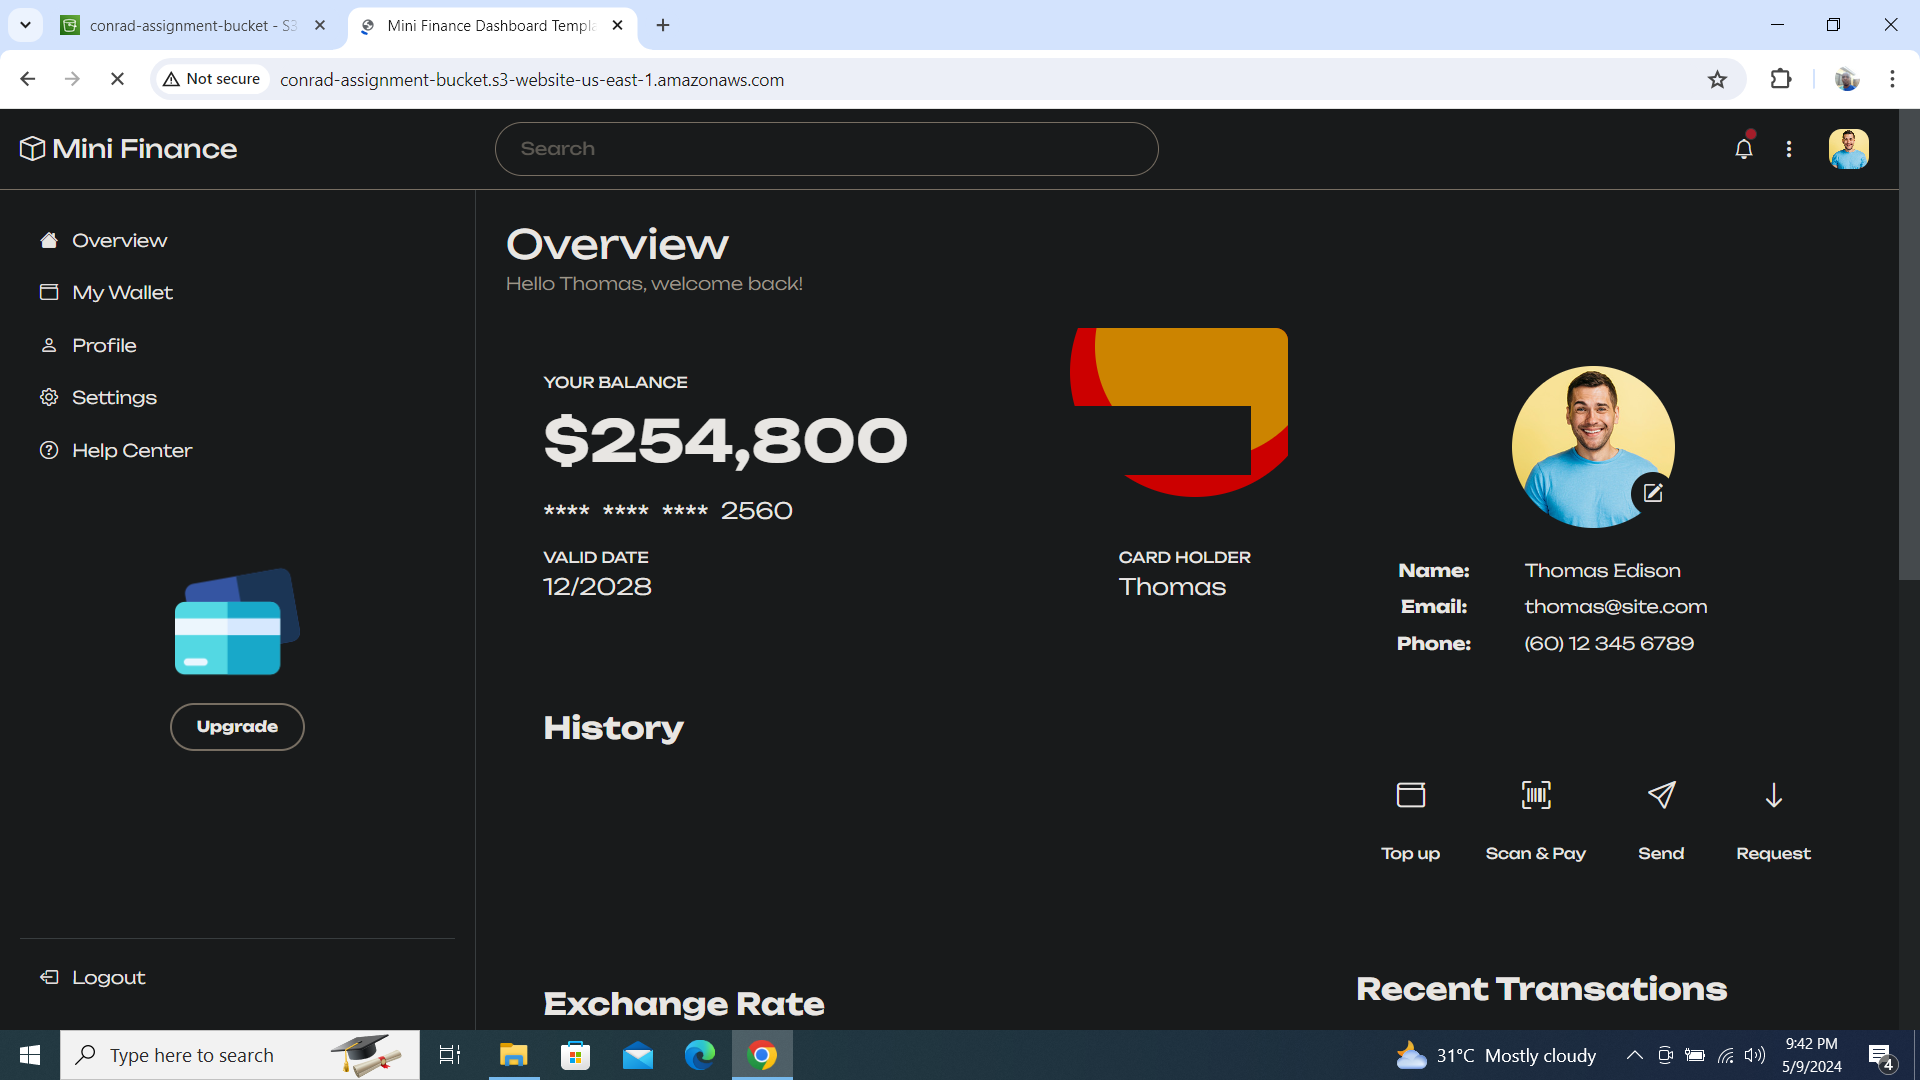 conrad-assignment-bucket - S3
Mini Finance Dashboard Templa
Not secure
conrad-assignment-bucket.s3-website-us-east-1.amazonaws.com
Mini Finance
Search
Overview
My Wallet
Profile
Settings
Help Center
Upgrade
Logout
Overview
Hello Thomas, welcome back!
YOUR BALANCE
$254,800
**** **** **** 2560
VALID DATE
12/2028
CARD HOLDER
Thomas
Name: Thomas Edison
Email: thomas@site.com
Phone: (60) 12 345 6789
History
Top up
Scan & Pay
Send
Request
Exchange Rate
Recent Transations
Type here to search
31°C Mostly cloudy
9:42 PM
5/9/2024
4